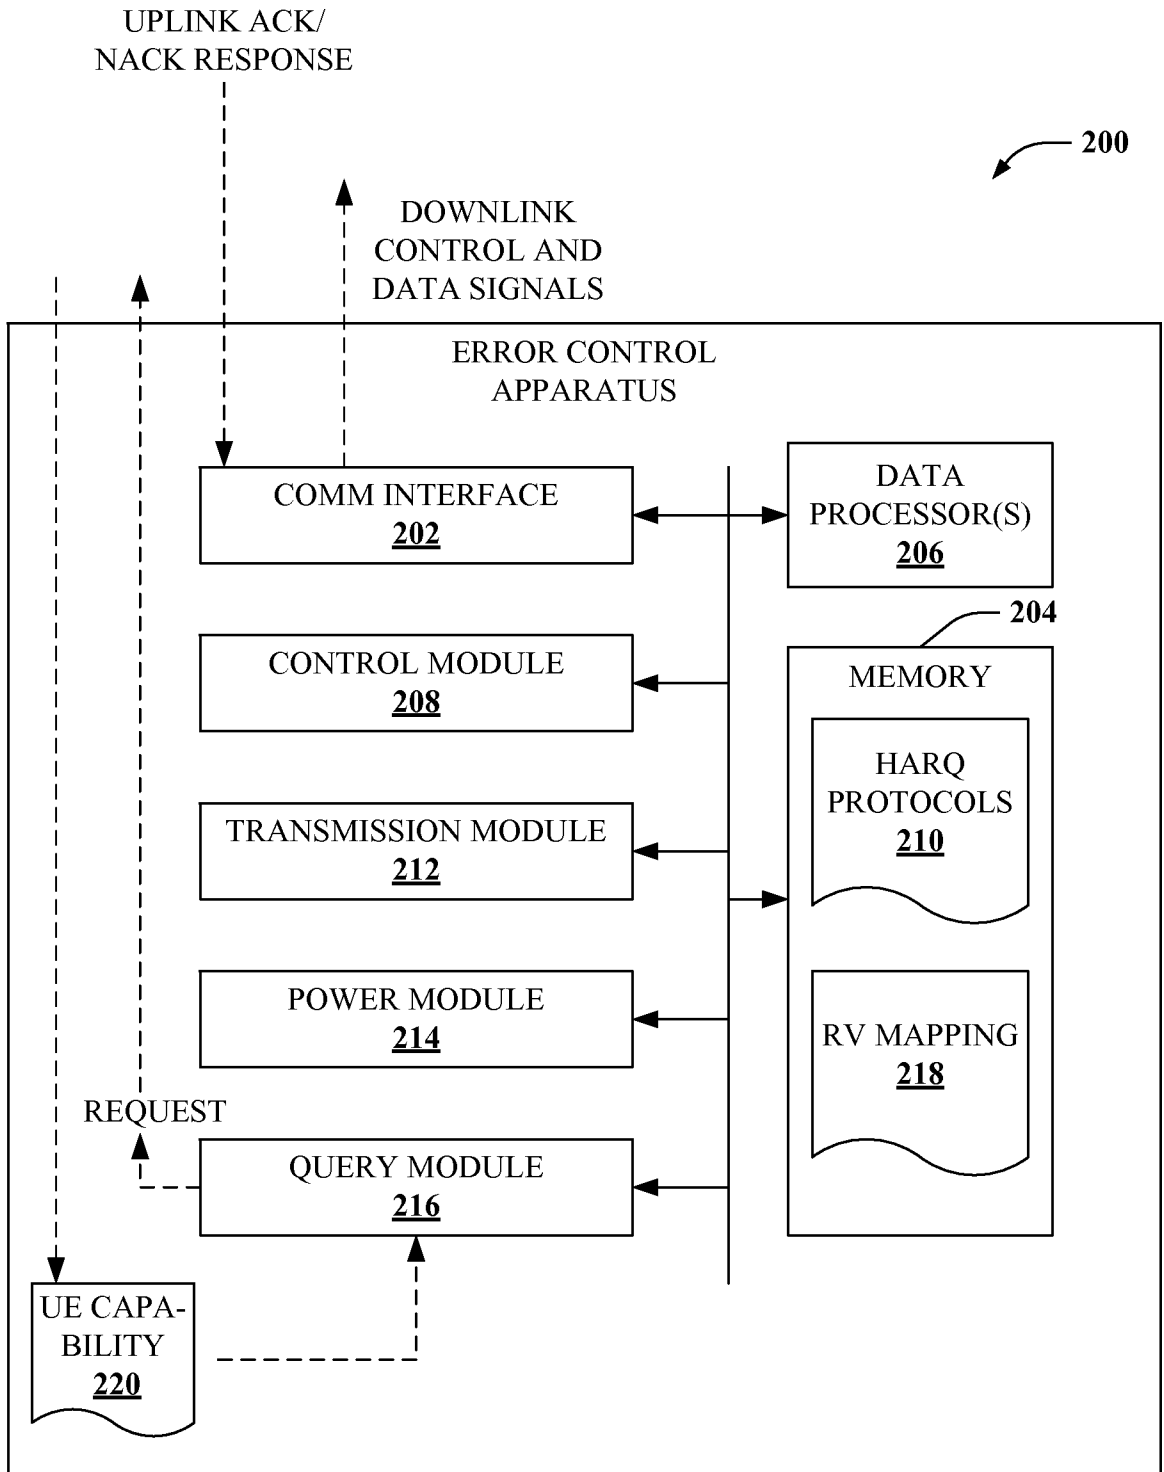 UPLINK ACK/
NACK RESPONSE
200
DOWNLINK
CONTROL AND
DATA SIGNALS
ERROR CONTROL
APPARATUS
COMM INTERFACE
202
DATA
PROCESSOR(S)
206
204
CONTROL MODULE
208
MEMORY
HARQ
PROTOCOLS
210
TRANSMISSION MODULE
212
POWER MODULE
214
RV MAPPING
218
REQUEST
QUERY MODULE
216
UE CAPA-
BILITY
220